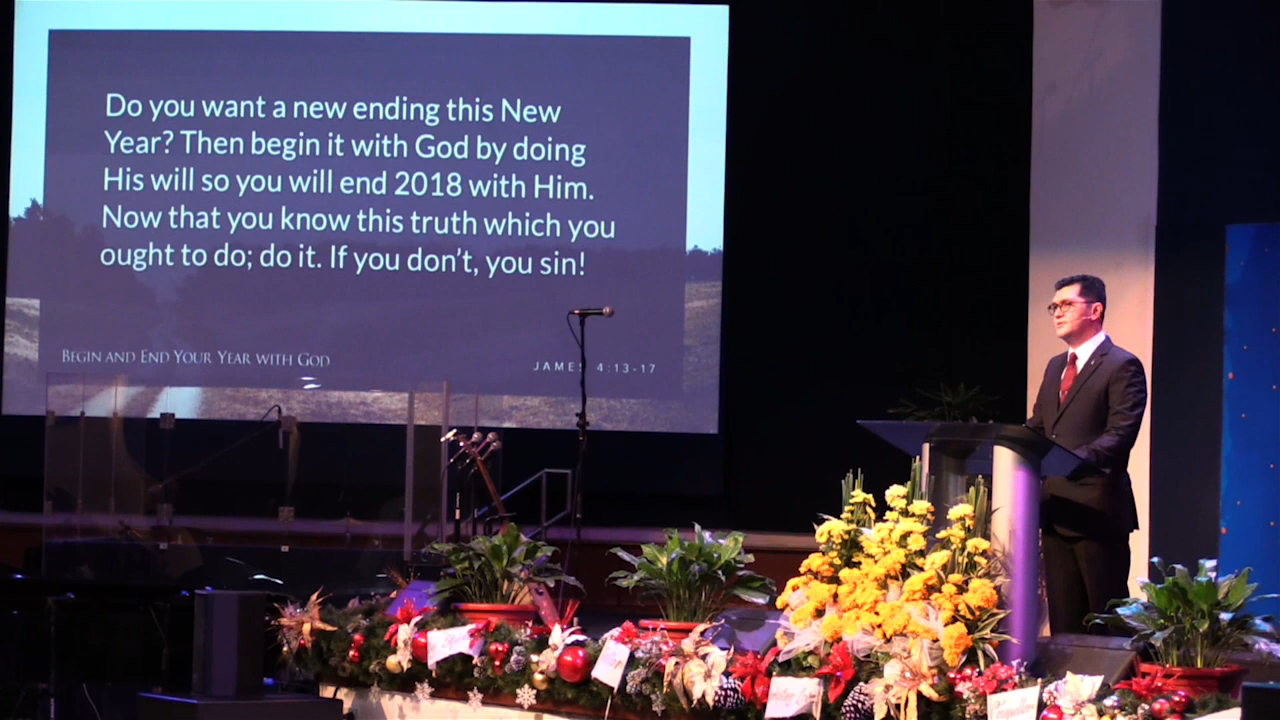 Do you want a new ending this New
Year? Then begin it with God by doing
His will so you will end 2018 with Him.
Now that you know this truth which you
ought to do; do it. If you don't, you sin!
BEGIN AND END YOUR YEAR WITH GOD
JAMES 4:13-17